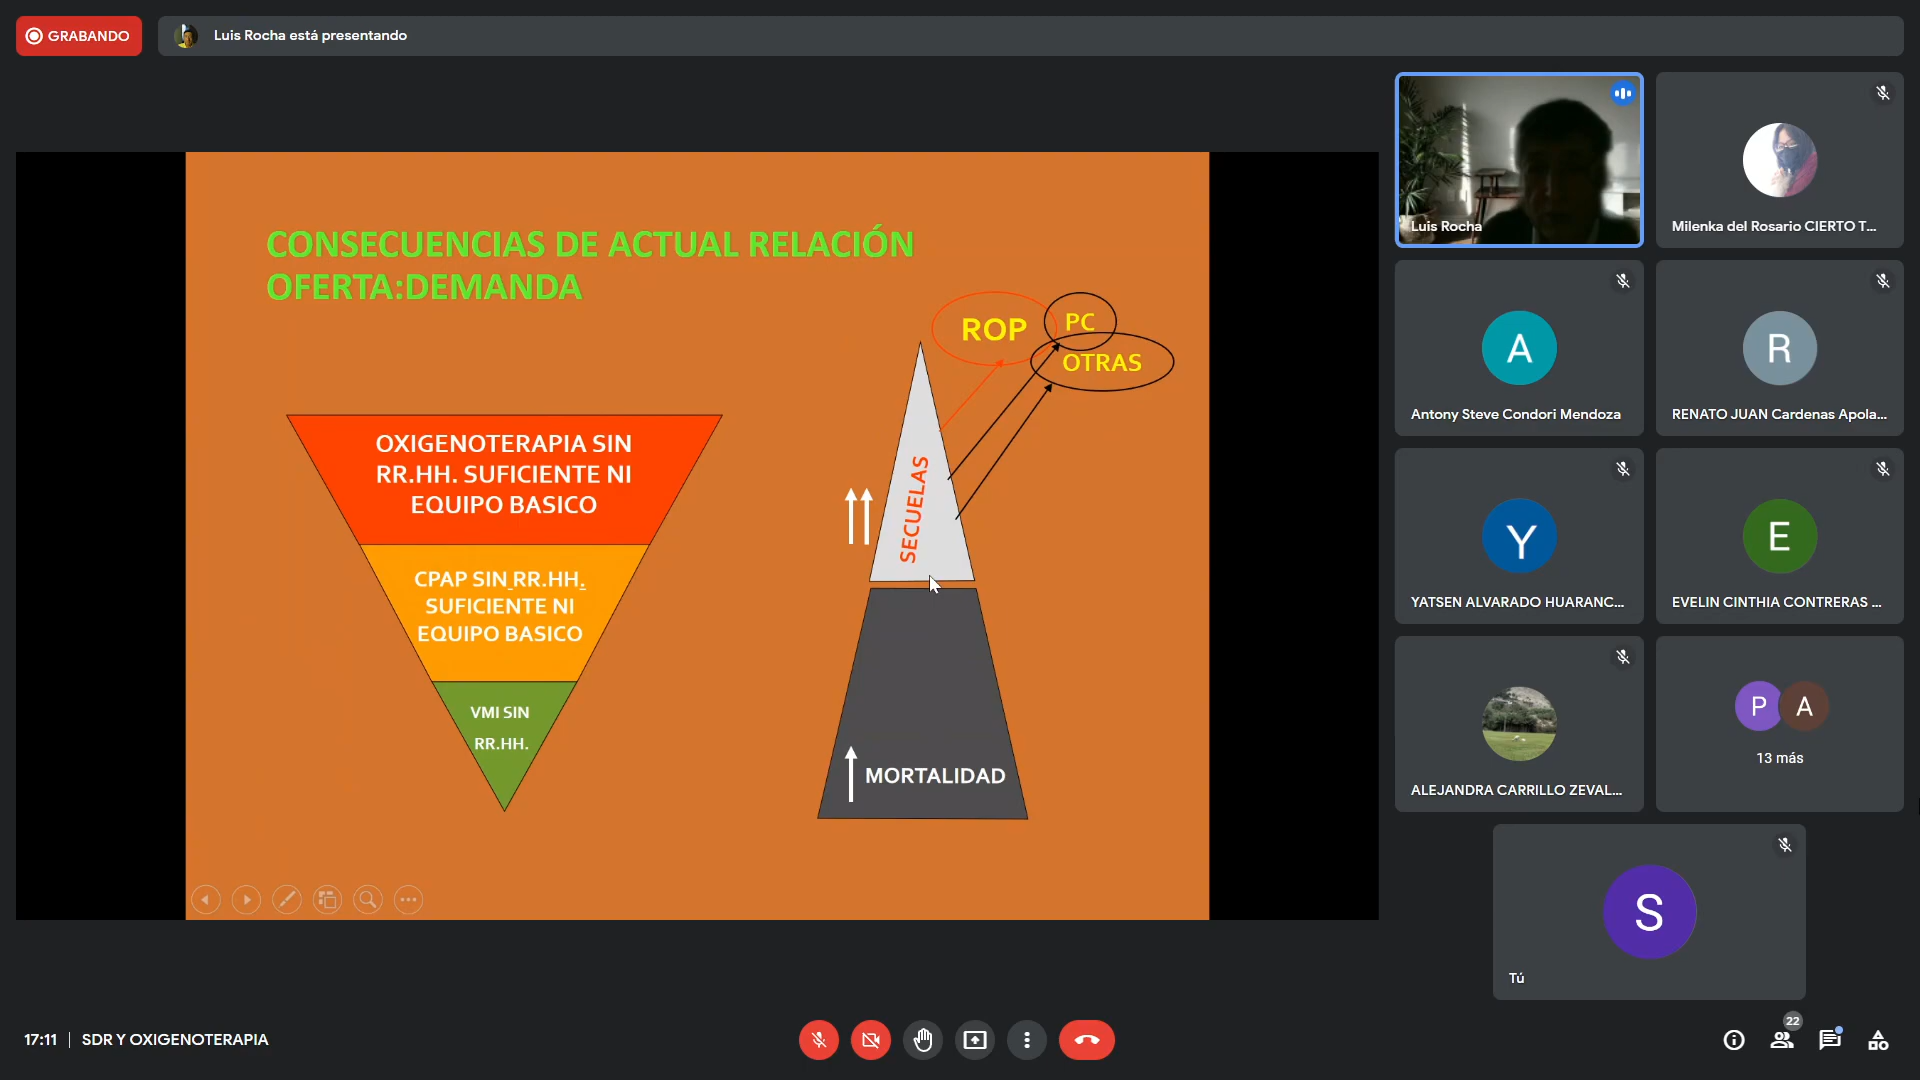 GRABANDO
Luis Rocha está presentando
CONSECUENCIAS DE ACTUAL RELACIÓN
OFERTA:DEMANDA
OXIGENOTERAPIA SIN
RR.HH. SUFICIENTE NI
EQUIPO BASICO
CPAP SIN RR.HH.
SUFICIENTE NI
EQUIPO BASICO
VMI SIN
RR.HH.
ROP
PC
OTRAS
SECUELAS
MORTALIDAD
Luis Rocha
Milenka del Rosario CIERTO T...
A
Antony Steve Condori Mendoza
R
RENATO JUAN Cardenas Apola...
Y
YATSEN ALVARADO HUARANC...
E
EVELIN CINTHIA CONTRERAS ...
ALEJANDRA CARRILLO ZEVAL...
P A
13 más
S
Tú
17:11 | SDR Y OXIGENOTERAPIA
22